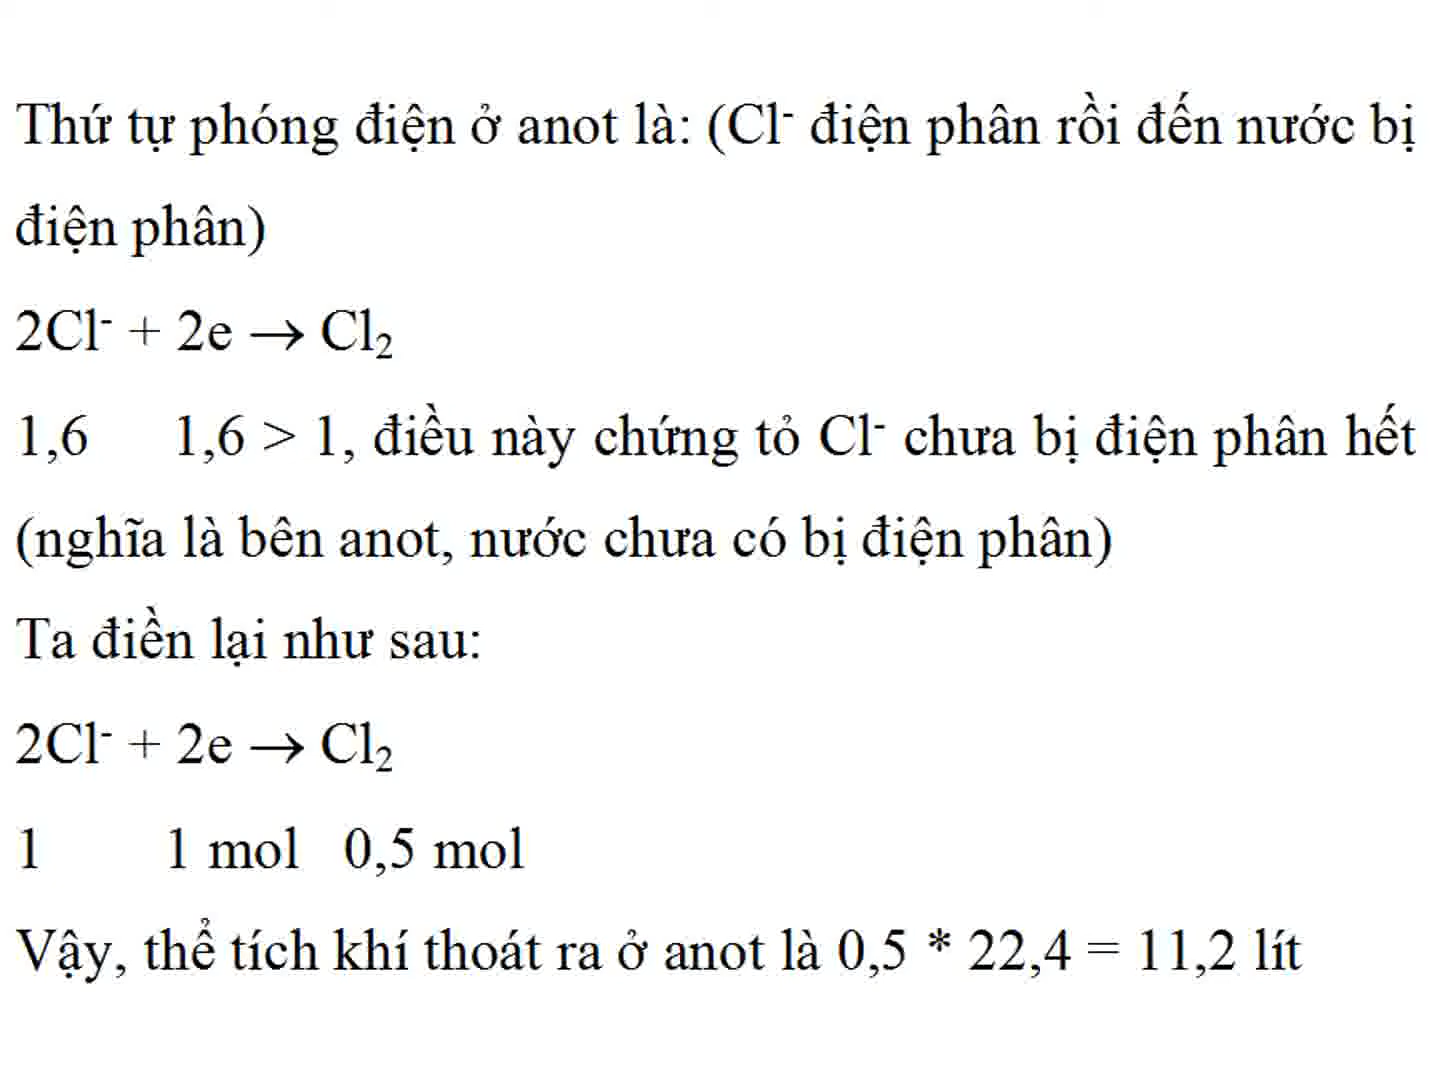 Thứ tự phóng điện ở anot là: (Cl⁻ điện phân rồi đến nước bị
điện phân)
2Cl⁻ + 2e → Cl₂
1,6 1,6 > 1, điều này chứng tỏ Cl⁻ chưa bị điện phân hết
(nghĩa là bên anot, nước chưa có bị điện phân)
Ta điền lại như sau:
2Cl⁻ + 2e → Cl₂
1 1 mol 0,5 mol
Vậy, thể tích khí thoát ra ở anot là 0,5 * 22,4 = 11,2 lít